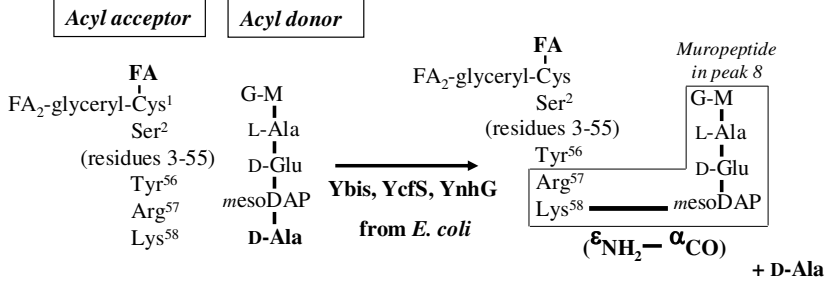 Acyl acceptor
Acyl donor
FA
FA2-glyceryl-Cys1
Ser2
(residues 3-55)
Tyr56
Arg57
Lys58
G-M
L-Ala
D-Glu
mesoDAP
D-Ala
Ybis, YcfS, YnhG
from E. coli
FA
FA2-glyceryl-Cys
Ser2
(residues 3-55)
Tyr56
Arg57
Lys58
Muropeptide
in peak 8
G-M
L-Ala
D-Glu
mesoDAP
(εNH2— αCO)
+ D-Ala